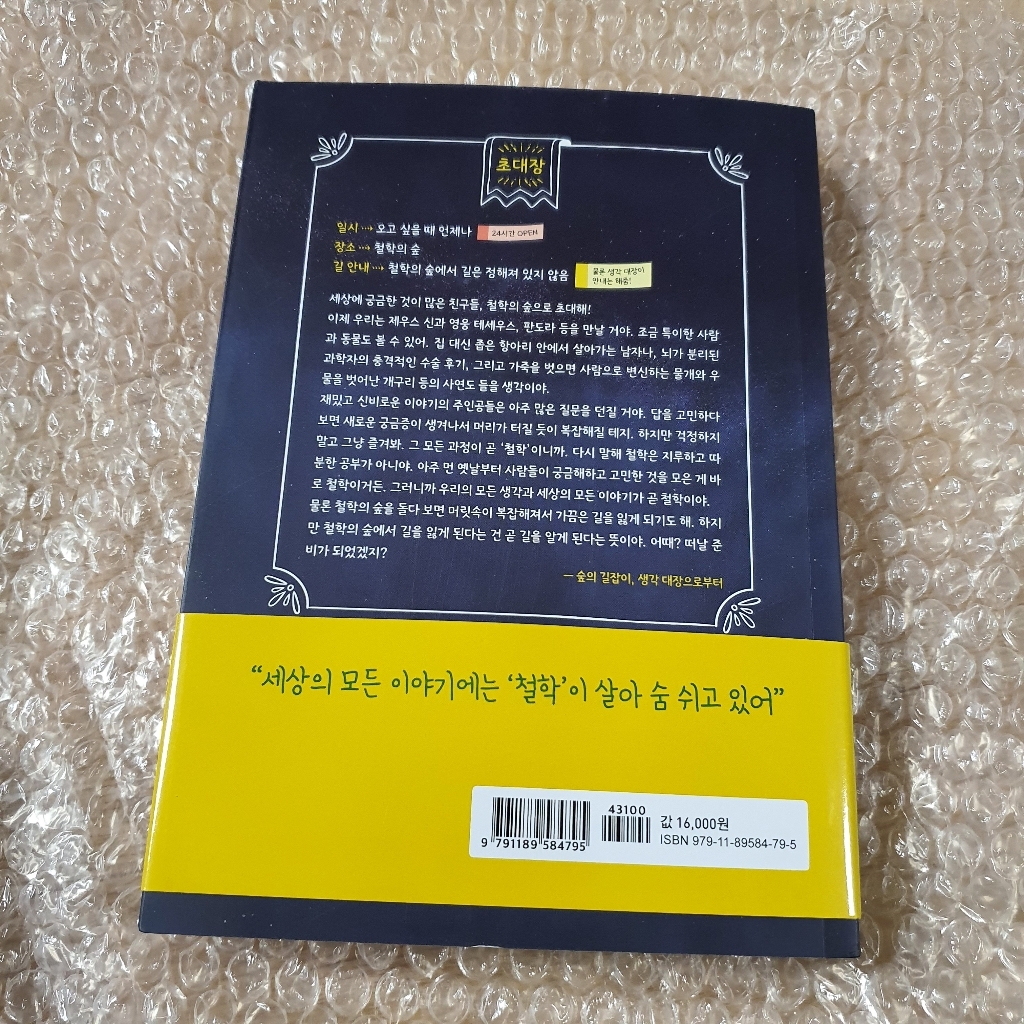 초대장
일시 ··→ 오고 싶을 때 언제나 24시간 OPEN
장소 ··→ 철학의 숲
길 안내 ··→ 철학의 숲에서 길은 정해져 있지 않음 물론 생각 대장이
안내는 해줌!
세상에 궁금한 것이 많은 친구들, 철학의 숲으로 초대해!
이제 우리는 제우스 신과 영웅 테세우스, 판도라 등을 만날 거야. 조금 특이한 사람
과 동물도 볼 수 있어. 집 대신 좁은 항아리 안에서 살아가는 남자나, 뇌가 분리된
과학자의 충격적인 수술 후기, 그리고 가죽을 벗으면 사람으로 변신하는 물개와 우
물을 벗어난 개구리 등의 사연도 들을 생각이야.
재밌고 신비로운 이야기의 주인공들은 아주 많은 질문을 던질 거야. 답을 고민하다
보면 새로운 궁금증이 생겨나서 머리가 터질 듯이 복잡해질 테지. 하지만 걱정하지
말고 그냥 즐겨봐. 그 모든 과정이 곧 ‘철학’이니까. 다시 말해 철학은 지루하고 따
분한 공부가 아니야. 아주 먼 옛날부터 사람들이 궁금해하고 고민한 것을 모은 게 바
로 철학이거든. 그러니까 우리의 모든 생각과 세상의 모든 이야기가 곧 철학이야.
물론 철학의 숲을 돌다 보면 머릿속이 복잡해져서 가끔은 길을 잃게 되기도 해. 하지
만 철학의 숲에서 길을 잃게 된다는 건 곧 길을 알게 된다는 뜻이야. 어때? 떠날 준
비가 되었겠지?
— 숲의 길잡이, 생각 대장으로부터
“세상의 모든 이야기에는 ‘철학’이 살아 숨 쉬고 있어”
43100
값 16,000원
ISBN 979-11-89584-79-5
9 791189 584795